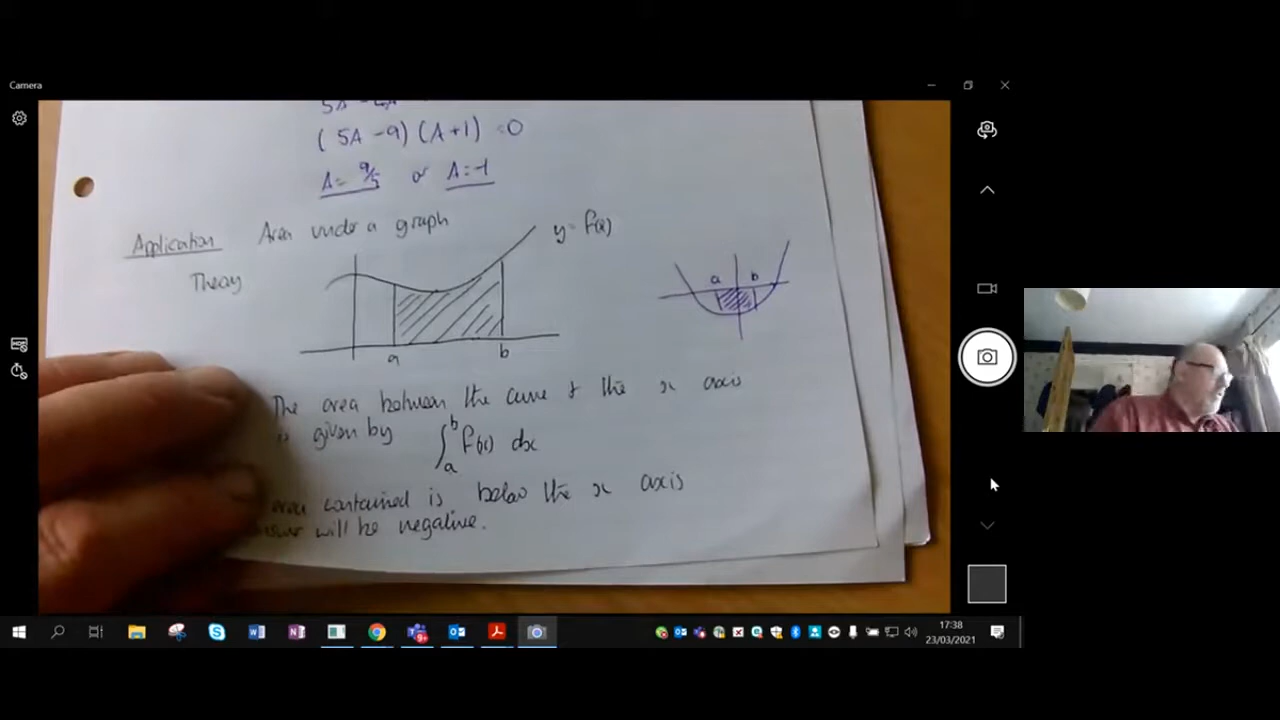 Camera
(5A-9)(A+1) = 0
A = 9/5 or A = -1
Application Area under a graph
y = f(x)
Theory
a b
a b
The area between the curve & the x axis
is given by ∫ₐᵇ f(x) dx
area contained is below the x axis
will be negative.
17:38
23/03/2021